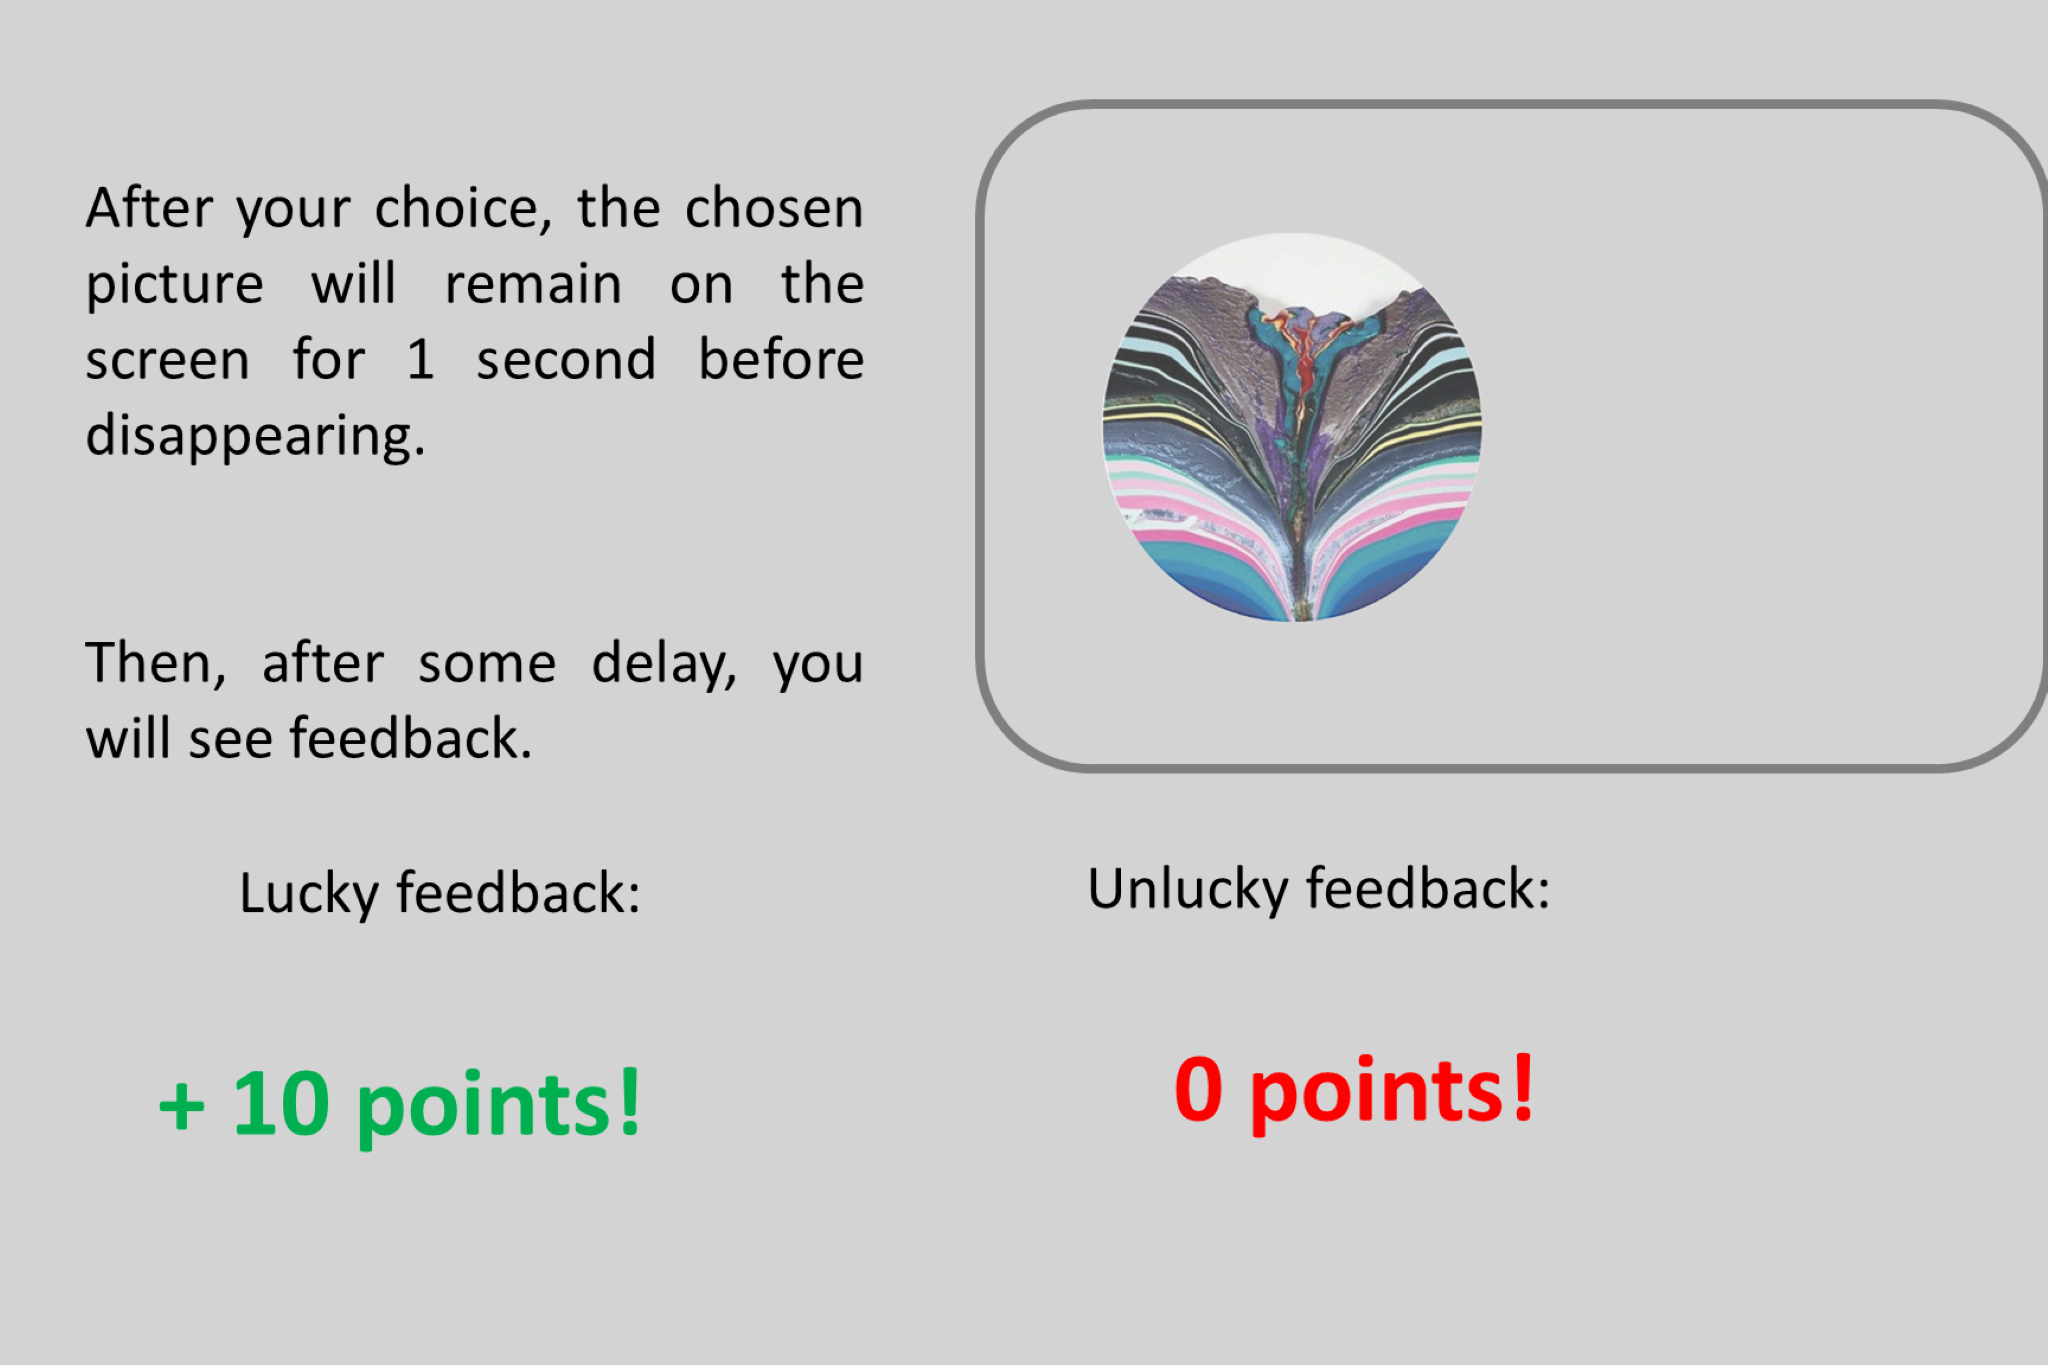 After your choice, the chosen
picture will remain on the
screen for 1 second before
disappearing.
Then, after some delay, you
will see feedback.
Lucky feedback:
Unlucky feedback:
+ 10 points!
0 points!